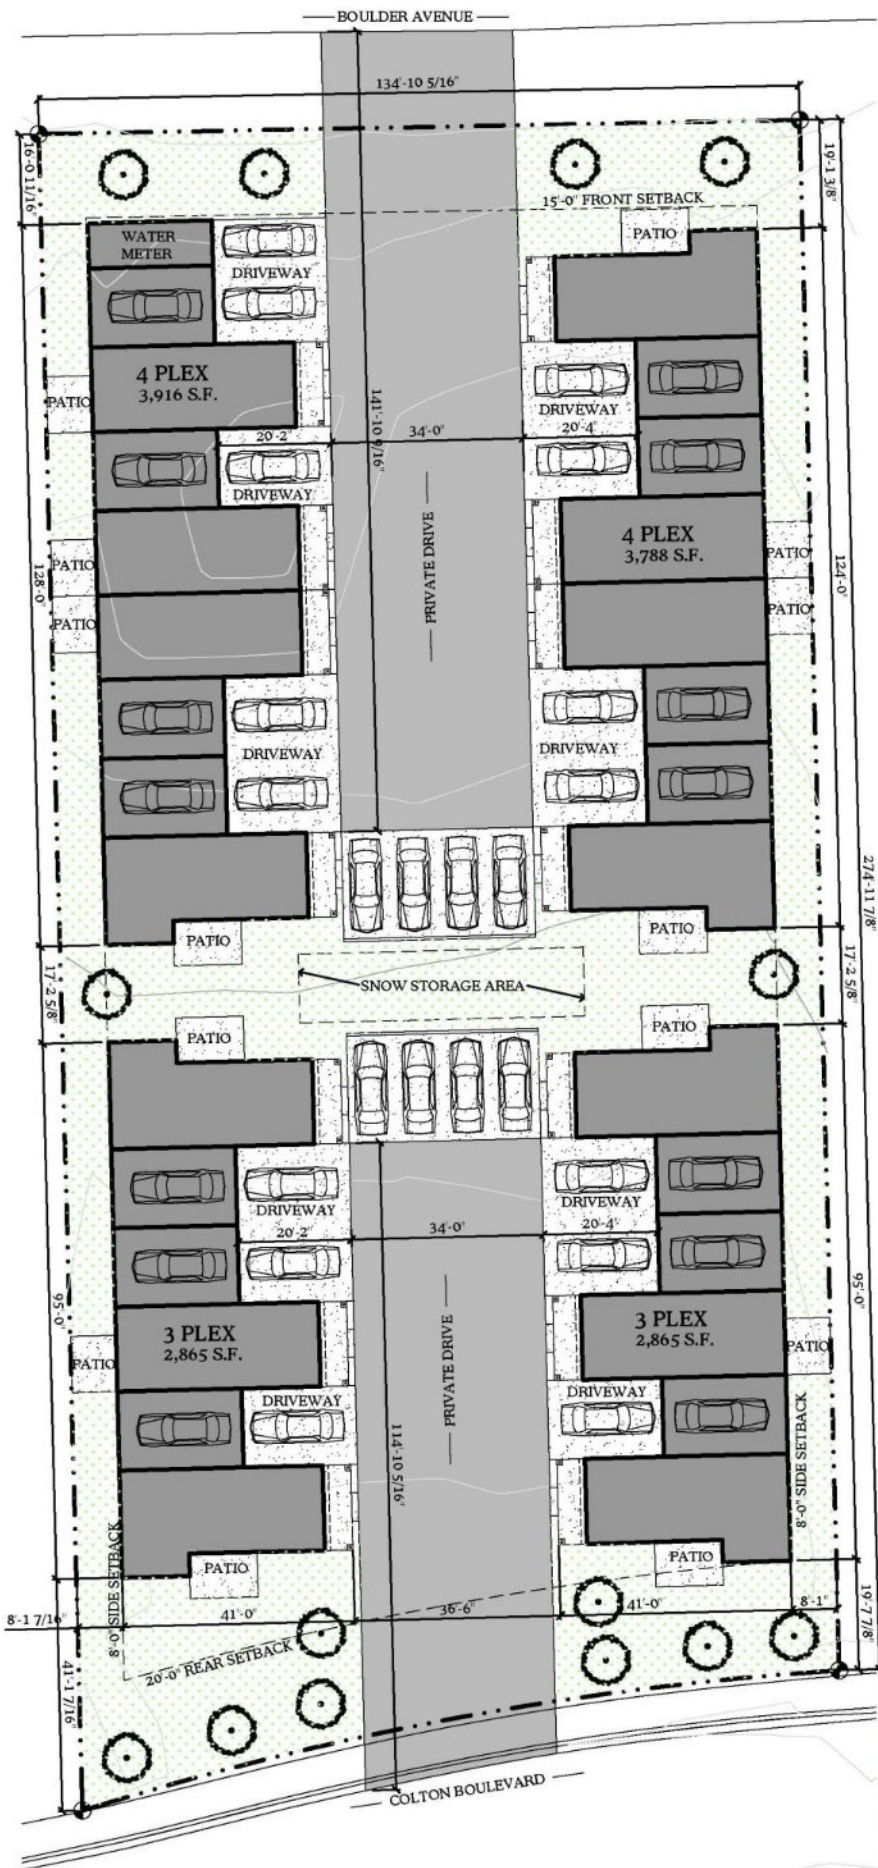 BOULDER AVENUE
134'-10 5/16"
16'-0 11/16"
19'-1 3/8"
15'-0" FRONT SETBACK
WATER
METER
PATIO
DRIVEWAY
4 PLEX
3,916 S.F.
PATIO
141'-10 9/16"
DRIVEWAY
20'-2"
34'-0"
20'-4"
DRIVEWAY
PRIVATE DRIVE
4 PLEX
3,788 S.F.
PATIO
PATIO
128'-0"
124'-0"
PATIO
PATIO
DRIVEWAY
DRIVEWAY
274'-11 7/8"
PATIO
PATIO
17'-2 5/8"
SNOW STORAGE AREA
17'-2 5/8"
PATIO
PATIO
DRIVEWAY
DRIVEWAY
20'-2"
34'-0"
20'-4"
95'-0"
95'-0"
3 PLEX
2,865 S.F.
PRIVATE DRIVE
3 PLEX
2,865 S.F.
PATIO
PATIO
DRIVEWAY
DRIVEWAY
114'-10 5/16"
8'-0" SIDE SETBACK
8'-0" SIDE SETBACK
PATIO
PATIO
8'-1 7/16"
41'-0"
36'-6"
41'-0"
8'-1"
19'-7 7/8"
20'-0" REAR SETBACK
41'-1 7/16"
COLTON BOULEVARD